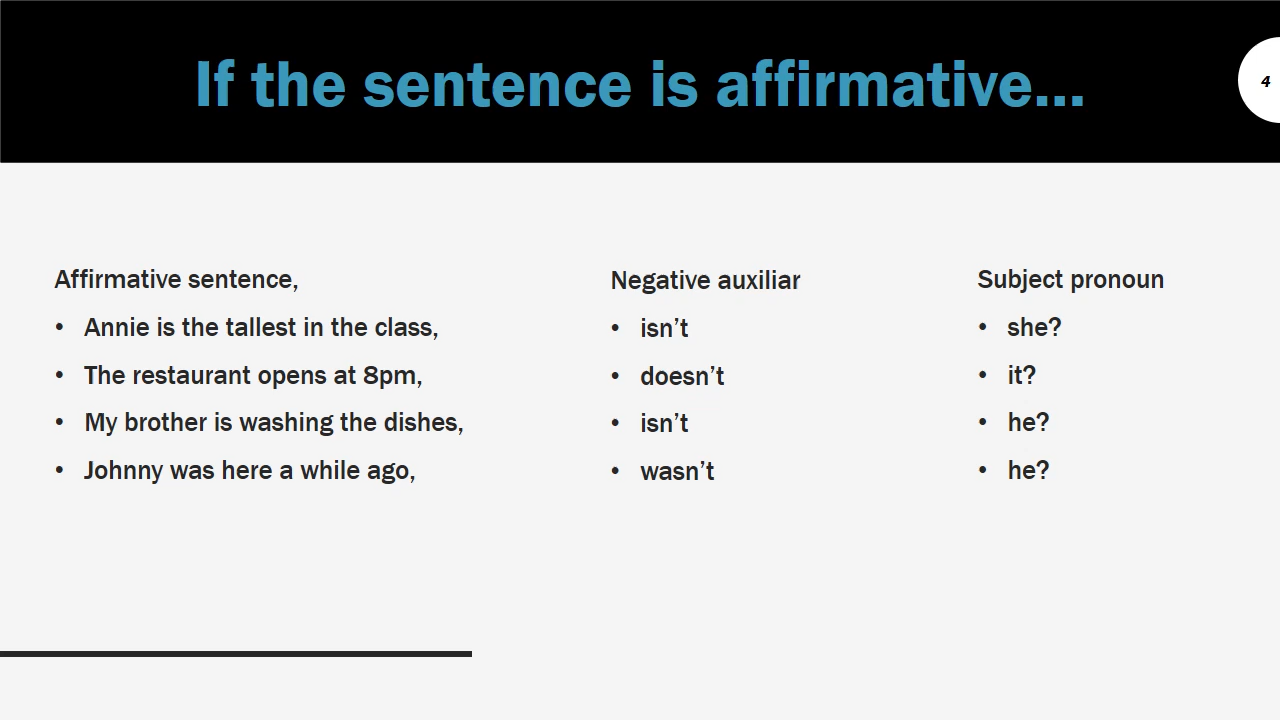 If the sentence is affirmative...
4
Affirmative sentence,
• Annie is the tallest in the class,
• The restaurant opens at 8pm,
• My brother is washing the dishes,
• Johnny was here a while ago,
Negative auxiliar
• isn’t
• doesn’t
• isn’t
• wasn’t
Subject pronoun
• she?
• it?
• he?
• he?